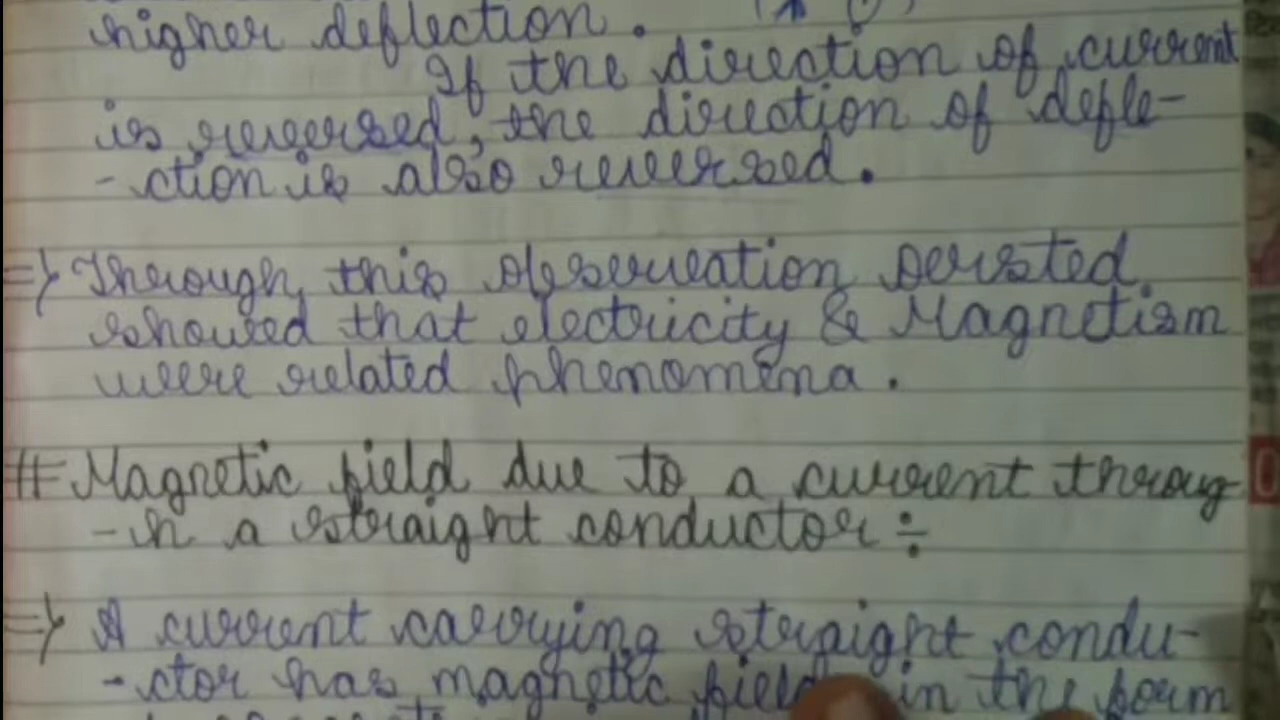 higher deflection.
If the direction of current
is reversed, the direction of defle-
-ction is also reversed.
=> Through this observation oersted
showed that electricity & Magnetism
were related phenomena.
# Magnetic field due to a current throug
-h a straight conductor ÷
=> A current carrying straight condu-
-ctor has magnetic field in the form